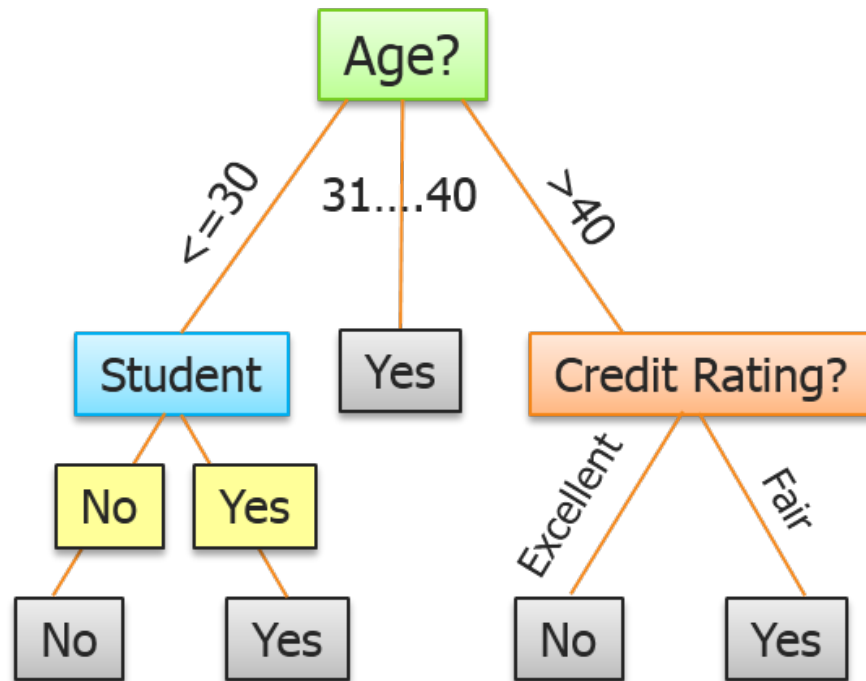 Age?
<=30
31....40
>40
Student
Yes
Credit Rating?
No
Yes
Excellent
Fair
No
Yes
No
Yes